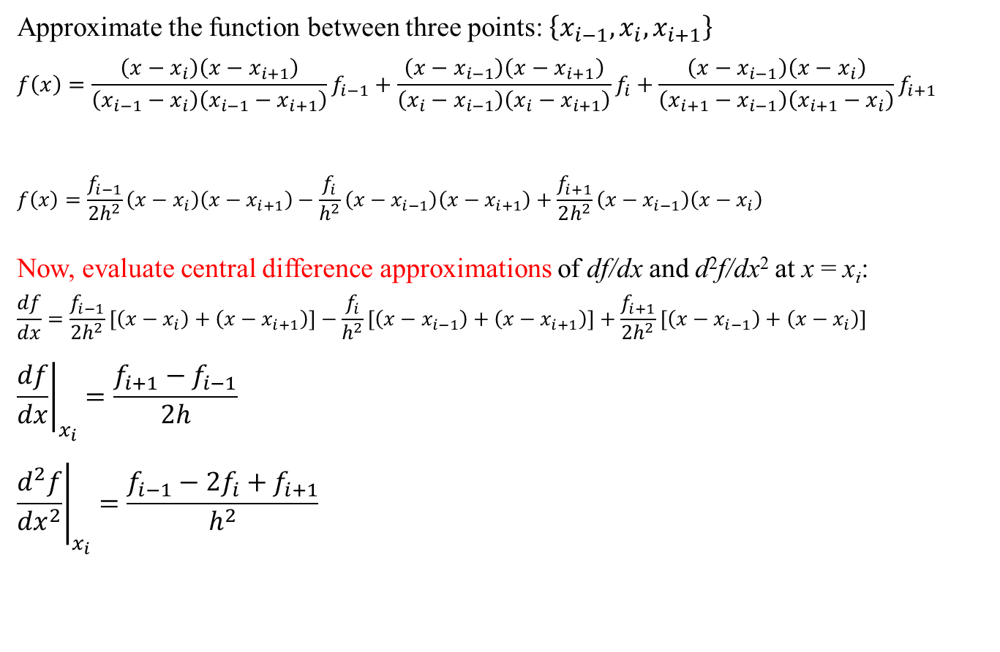 Approximate the function between three points: {x_{i−1}, x_i, x_{i+1}}
f(x) = \frac{(x − x_i)(x − x_{i+1})}{(x_{i−1} − x_i)(x_{i−1} − x_{i+1})} f_{i−1} + \frac{(x − x_{i−1})(x − x_{i+1})}{(x_i − x_{i−1})(x_i − x_{i+1})} f_i + \frac{(x − x_{i−1})(x − x_i)}{(x_{i+1} − x_{i−1})(x_{i+1} − x_i)} f_{i+1}
f(x) = \frac{f_{i−1}}{2h^2} (x − x_i)(x − x_{i+1}) − \frac{f_i}{h^2} (x − x_{i−1})(x − x_{i+1}) + \frac{f_{i+1}}{2h^2} (x − x_{i−1})(x − x_i)
Now, evaluate central difference approximations of df/dx and d^2f/dx^2 at x = x_i:
\frac{df}{dx} = \frac{f_{i−1}}{2h^2} [(x − x_i) + (x − x_{i+1})] − \frac{f_i}{h^2} [(x − x_{i−1}) + (x − x_{i+1})] + \frac{f_{i+1}}{2h^2} [(x − x_{i−1}) + (x − x_i)]
\frac{df}{dx}|_{x_i} = \frac{f_{i+1} − f_{i−1}}{2h}
\frac{d^2f}{dx^2}|_{x_i} = \frac{f_{i−1} − 2f_i + f_{i+1}}{h^2}